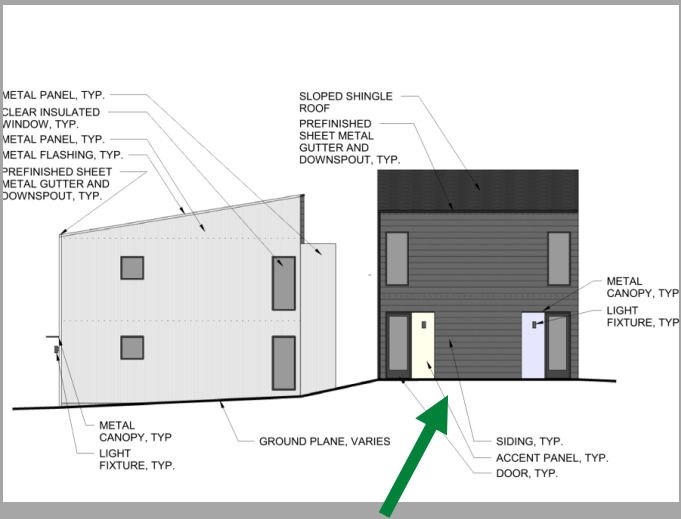 METAL PANEL, TYP.
CLEAR INSULATED
WINDOW, TYP.
METAL PANEL, TYP.
METAL FLASHING, TYP.
PREFINISHED SHEET
METAL GUTTER AND
DOWNSPOUT, TYP.
SLOPED SHINGLE
ROOF
PREFINISHED
SHEET METAL
GUTTER AND
DOWNSPOUT, TYP.
METAL
CANOPY, TYP
LIGHT
FIXTURE, TYP
METAL
CANOPY, TYP
LIGHT
FIXTURE, TYP.
GROUND PLANE, VARIES
SIDING, TYP.
ACCENT PANEL, TYP.
DOOR, TYP.